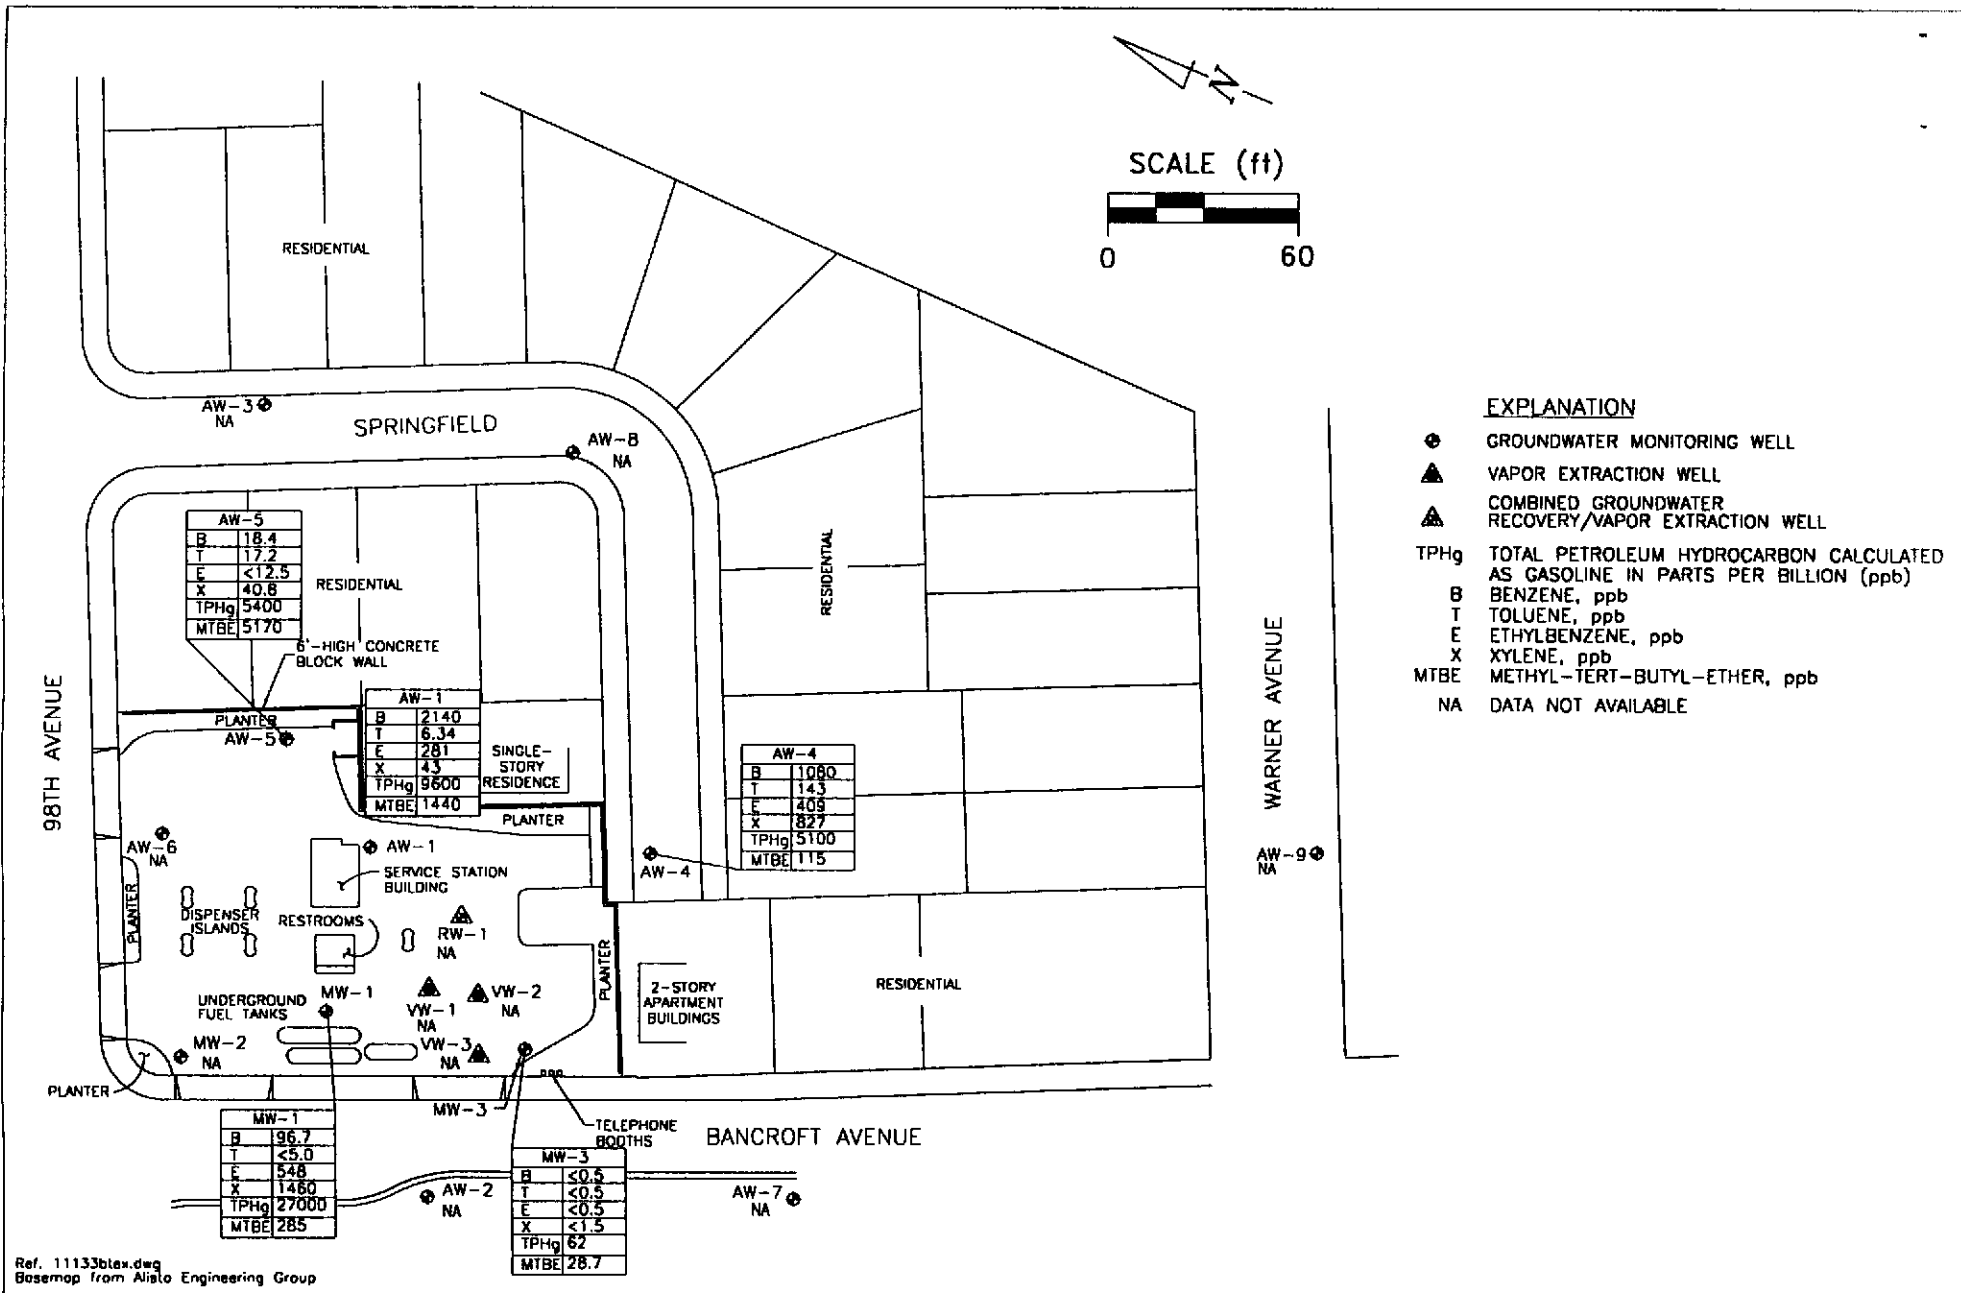 N
SCALE (ft)
0 60
RESIDENTIAL
AW-3
NA
SPRINGFIELD
AW-8
NA
EXPLANATION
GROUNDWATER MONITORING WELL
VAPOR EXTRACTION WELL
COMBINED GROUNDWATER
RECOVERY/VAPOR EXTRACTION WELL
TPHg TOTAL PETROLEUM HYDROCARBON CALCULATED
AS GASOLINE IN PARTS PER BILLION (ppb)
B BENZENE, ppb
T TOLUENE, ppb
E ETHYLBENZENE, ppb
X XYLENE, ppb
MTBE METHYL-TERT-BUTYL-ETHER, ppb
NA DATA NOT AVAILABLE
AW-5
B 18.4
T 17.2
E <12.5
X 40.8
TPHg 5400
MTBE 5170
RESIDENTIAL
RESIDENTIAL
6'-HIGH CONCRETE
BLOCK WALL
98TH AVENUE
WARNER AVENUE
PLANTER
AW-5
AW-1
B 2140
T 6.34
E 281
X 43
TPHg 9600
MTBE 1440
SINGLE-
STORY
RESIDENCE
PLANTER
AW-4
B 1080
T 143
E 409
X 827
TPHg 5100
MTBE 115
AW-6
NA
AW-1
SERVICE STATION
BUILDING
AW-4
AW-9
NA
PLANTER
DISPENSER
ISLANDS
RESTROOMS
RW-1
NA
PLANTER
2-STORY
APARTMENT
BUILDINGS
RESIDENTIAL
UNDERGROUND
FUEL TANKS
MW-1
VW-1
NA
VW-2
NA
MW-2
NA
VW-3
NA
PLANTER
MW-3
TELEPHONE
BOOTHS
BANCROFT AVENUE
MW-1
B 96.7
T <5.0
E 548
X 1460
TPHg 27000
MTBE 285
AW-2
NA
MW-3
B <0.5
T <0.5
E <0.5
X <1.5
TPHg 62
MTBE 28.7
AW-7
NA
Ref. 11133btex.dwg
Basemap from Alisto Engineering Group